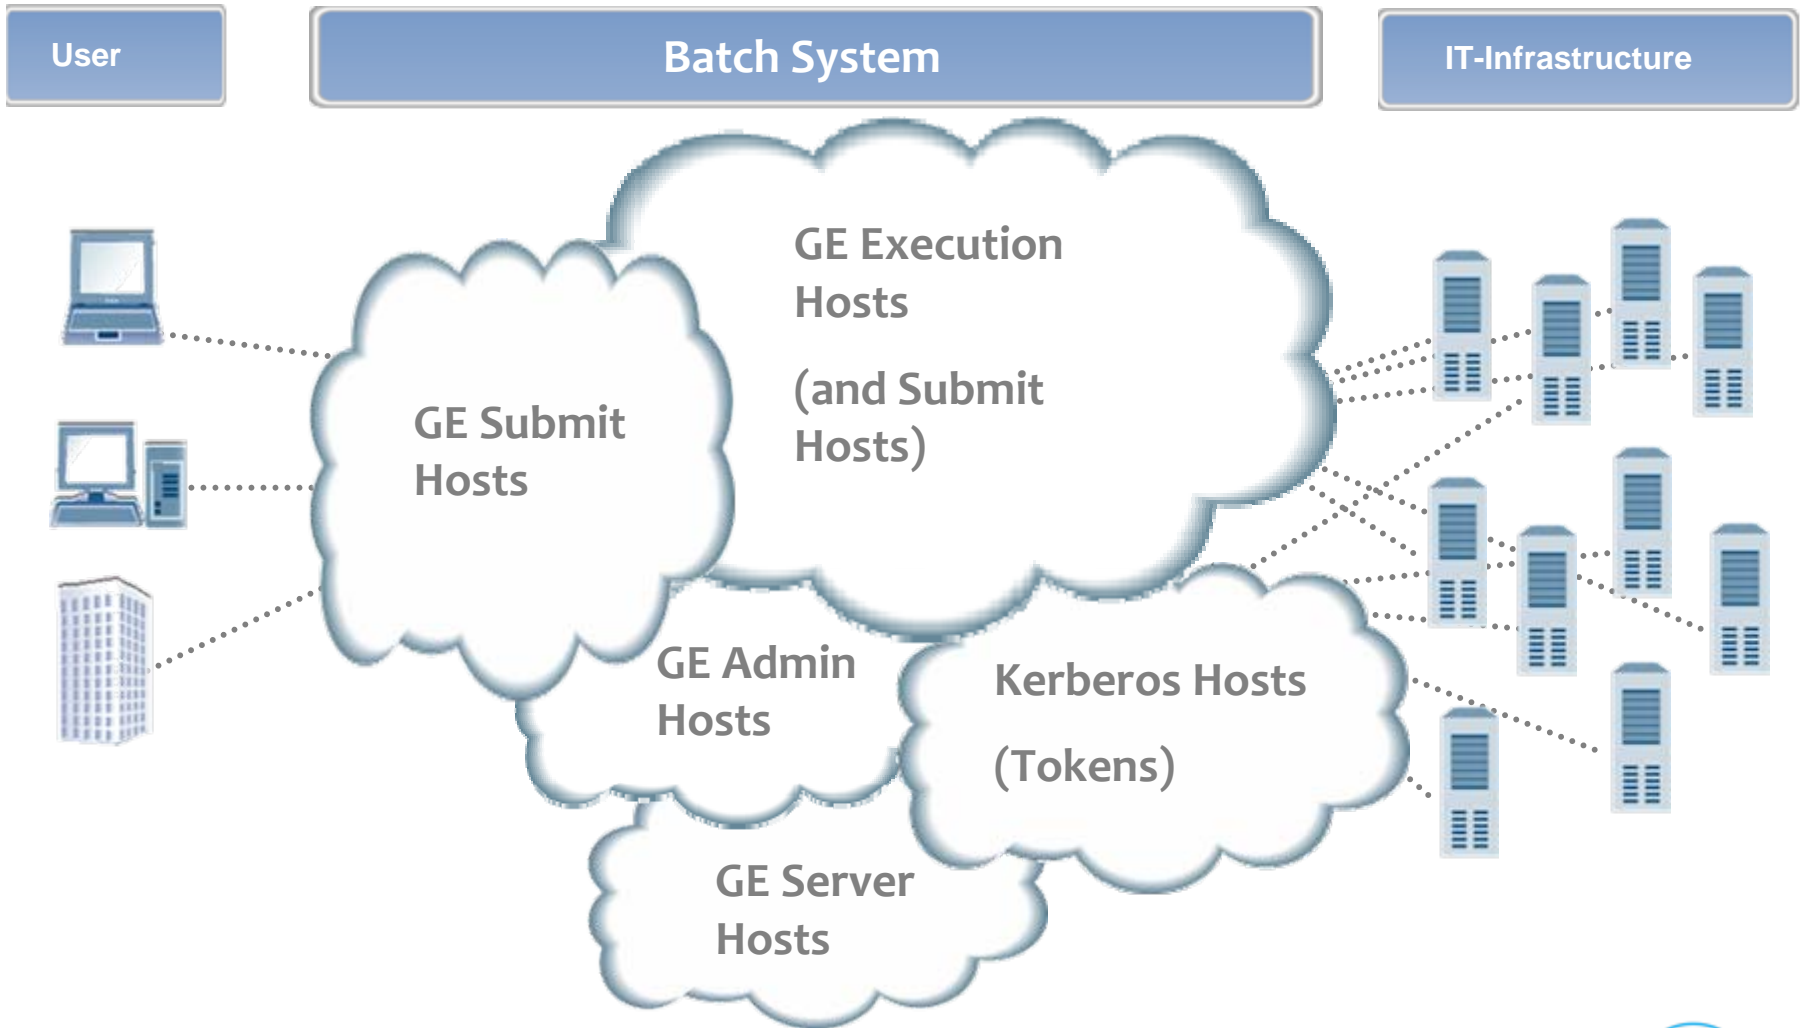 User
Batch System
IT-Infrastructure
GE Execution
Hosts
(and Submit
Hosts)
GE Submit
Hosts
GE Admin
Hosts
Kerberos Hosts
(Tokens)
GE Server
Hosts